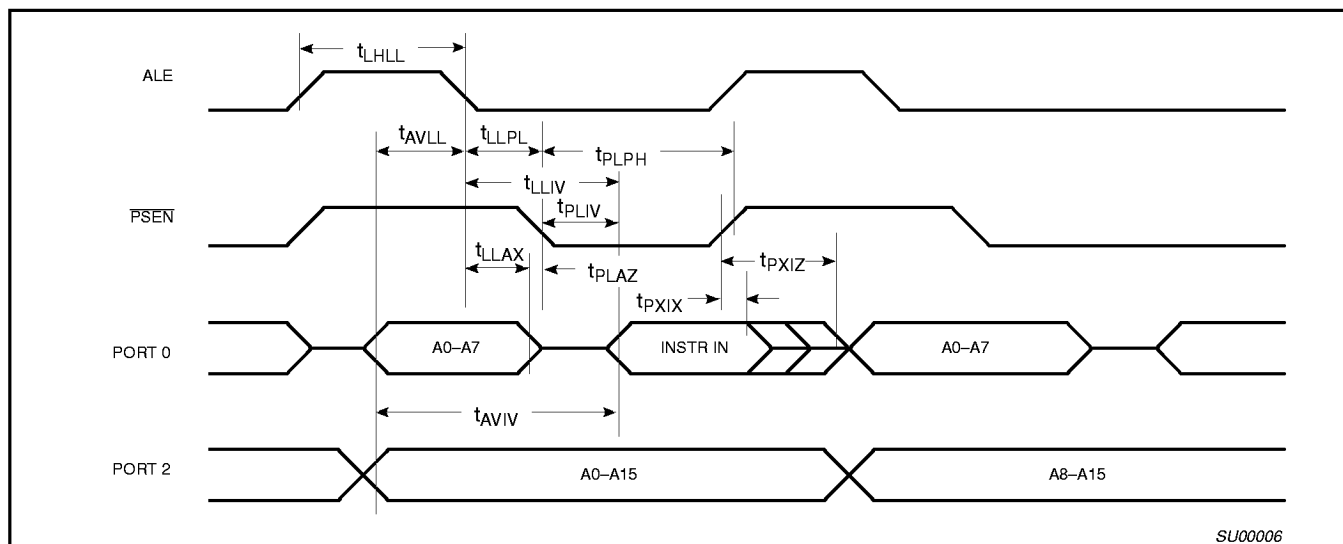 tLHLL
ALE
tAVLL
tLLPL
tPLPH
tLLIV
PSEN
tPLIV
tLLAX
tPLAZ
tPXIZ
tPXIX
PORT 0
A0–A7
INSTR IN
A0–A7
tAVIV
PORT 2
A0–A15
A8–A15
SU00006